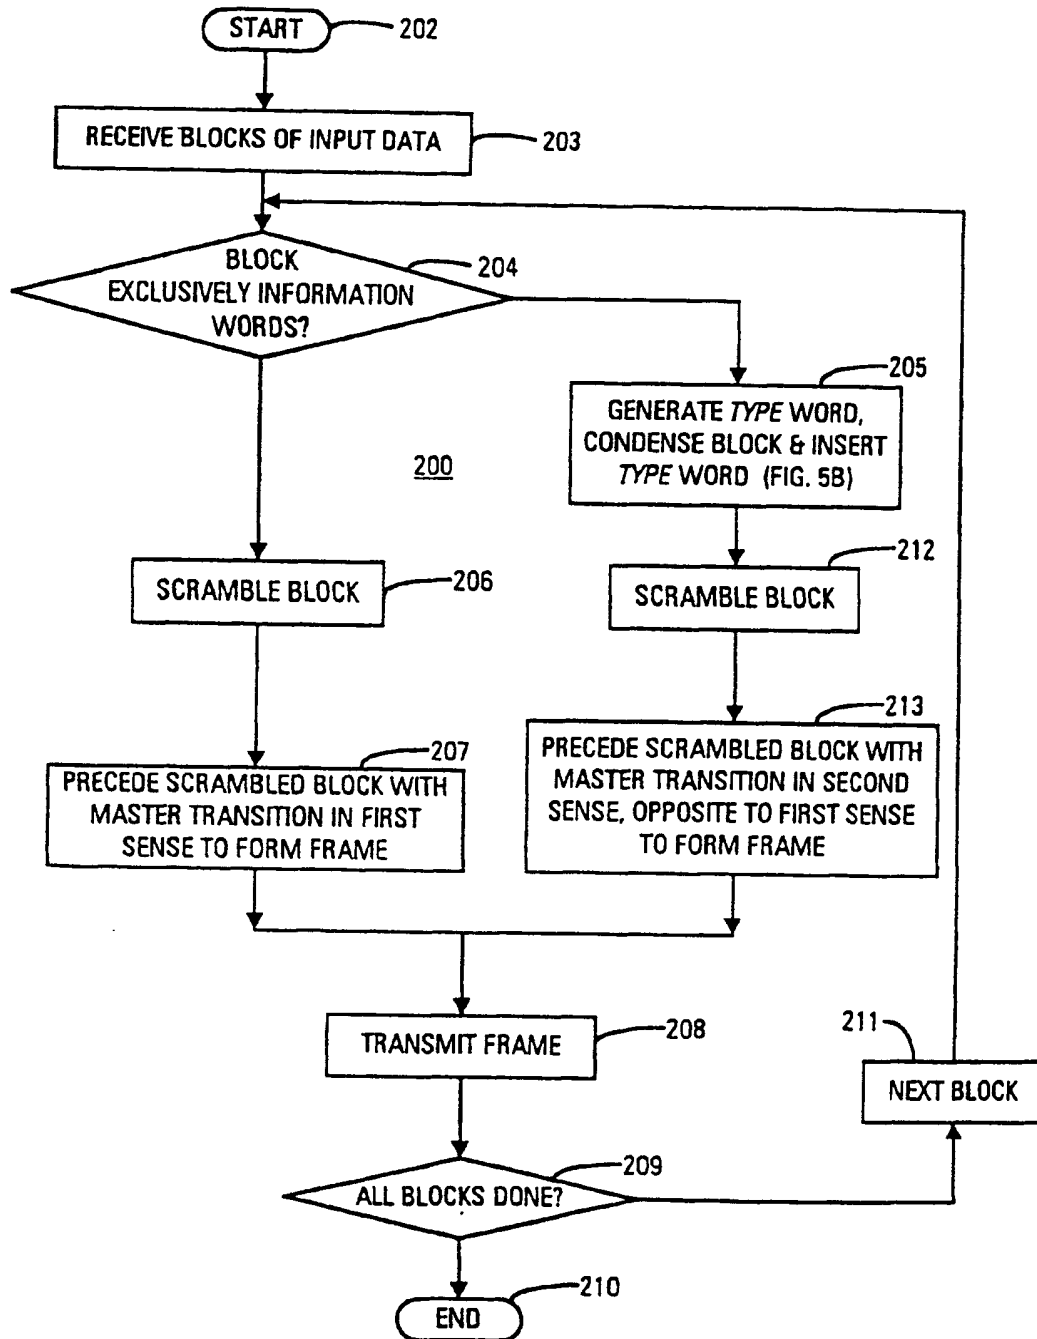 START
202
RECEIVE BLOCKS OF INPUT DATA
203
BLOCK
EXCLUSIVELY INFORMATION
WORDS?
204
205
GENERATE TYPE WORD,
CONDENSE BLOCK & INSERT
TYPE WORD (FIG. 5B)
200
SCRAMBLE BLOCK
206
212
SCRAMBLE BLOCK
207
PRECEDE SCRAMBLED BLOCK WITH
MASTER TRANSITION IN FIRST
SENSE TO FORM FRAME
213
PRECEDE SCRAMBLED BLOCK WITH
MASTER TRANSITION IN SECOND
SENSE, OPPOSITE TO FIRST SENSE
TO FORM FRAME
TRANSMIT FRAME
208
211
NEXT BLOCK
ALL BLOCKS DONE?
209
END
210